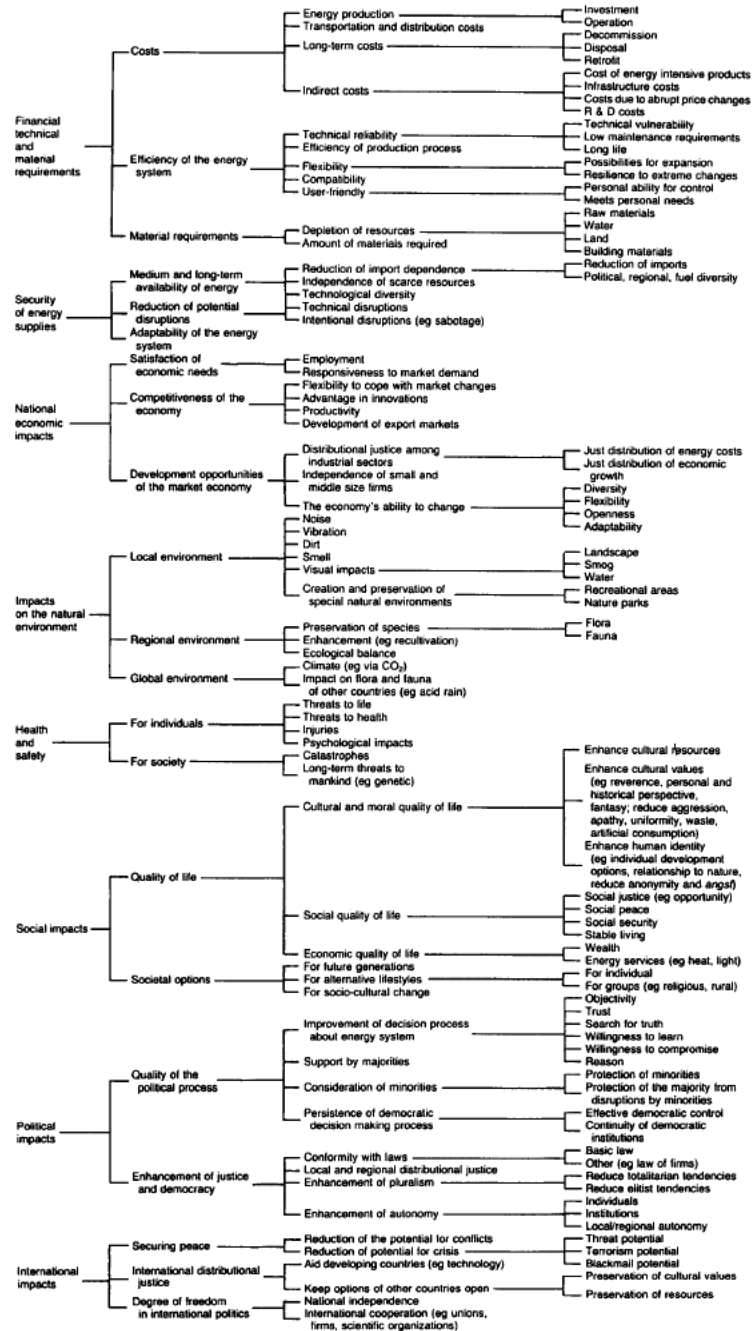 Financial
technical
and
material
requirements
Costs
Energy production
Investment
Operation
Transportation and distribution costs
Long-term costs
Decommission
Disposal
Retrofit
Indirect costs
Cost of energy intensive products
Infrastructure costs
Costs due to abrupt price changes
R & D costs
Efficiency of the energy
system
Technical reliability
Technical vulnerability
Low maintenance requirements
Long life
Efficiency of production process
Flexibility
Possibilities for expansion
Resilience to extreme changes
Compatibility
User-friendly
Personal ability for control
Meets personal needs
Material requirements
Depletion of resources
Raw materials
Water
Land
Building materials
Amount of materials required
Security
of energy
supplies
Medium and long-term
availability of energy
Reduction of import dependence
Reduction of imports
Political, regional, fuel diversity
Independence of scarce resources
Technological diversity
Reduction of potential
disruptions
Technical disruptions
Intentional disruptions (eg sabotage)
Adaptability of the energy
system
National
economic
impacts
Satisfaction of
economic needs
Employment
Responsiveness to market demand
Competitiveness of the
economy
Flexibility to cope with market changes
Advantage in innovations
Productivity
Development of export markets
Development opportunities
of the market economy
Distributional justice among
industrial sectors
Just distribution of energy costs
Just distribution of economic
growth
Independence of small and
middle size firms
The economy's ability to change
Diversity
Flexibility
Openness
Adaptability
Impacts
on the natural
environment
Local environment
Noise
Vibration
Dirt
Smell
Visual impacts
Landscape
Smog
Water
Creation and preservation of
special natural environments
Recreational areas
Nature parks
Regional environment
Preservation of species
Flora
Fauna
Enhancement (eg recultivation)
Ecological balance
Global environment
Climate (eg via CO₂)
Impact on flora and fauna
of other countries (eg acid rain)
Health
and
safety
For individuals
Threats to life
Threats to health
Injuries
Psychological impacts
For society
Catastrophes
Long-term threats to
mankind (eg genetic)
Social impacts
Quality of life
Cultural and moral quality of life
Enhance cultural resources
Enhance cultural values
(eg reverence, personal and
historical perspective,
fantasy; reduce aggression,
apathy, uniformity, waste,
artificial consumption)
Enhance human identity
(eg individual development
options, relationship to nature,
reduce anonymity and angst)
Social quality of life
Social justice (eg opportunity)
Social peace
Social security
Stable living
Economic quality of life
Wealth
Energy services (eg heat, light)
Societal options
For future generations
For alternative lifestyles
For individual
For groups (eg religious, rural)
For socio-cultural change
Political
impacts
Quality of the
political process
Improvement of decision process
about energy system
Objectivity
Trust
Search for truth
Willingness to learn
Willingness to compromise
Reason
Support by majorities
Consideration of minorities
Protection of minorities
Protection of the majority from
disruptions by minorities
Persistence of democratic
decision making process
Effective democratic control
Continuity of democratic
institutions
Enhancement of justice
and democracy
Conformity with laws
Basic law
Other (eg law of firms)
Local and regional distributional justice
Enhancement of pluralism
Reduce totalitarian tendencies
Reduce elitist tendencies
Enhancement of autonomy
Individuals
Institutions
Local/regional autonomy
International
impacts
Securing peace
Reduction of the potential for conflicts
Reduction of potential for crisis
Threat potential
Terrorism potential
Blackmail potential
International distributional
justice
Aid developing countries (eg technology)
Keep options of other countries open
Preservation of cultural values
Preservation of resources
Degree of freedom
in international politics
National independence
International cooperation (eg unions,
firms, scientific organizations)